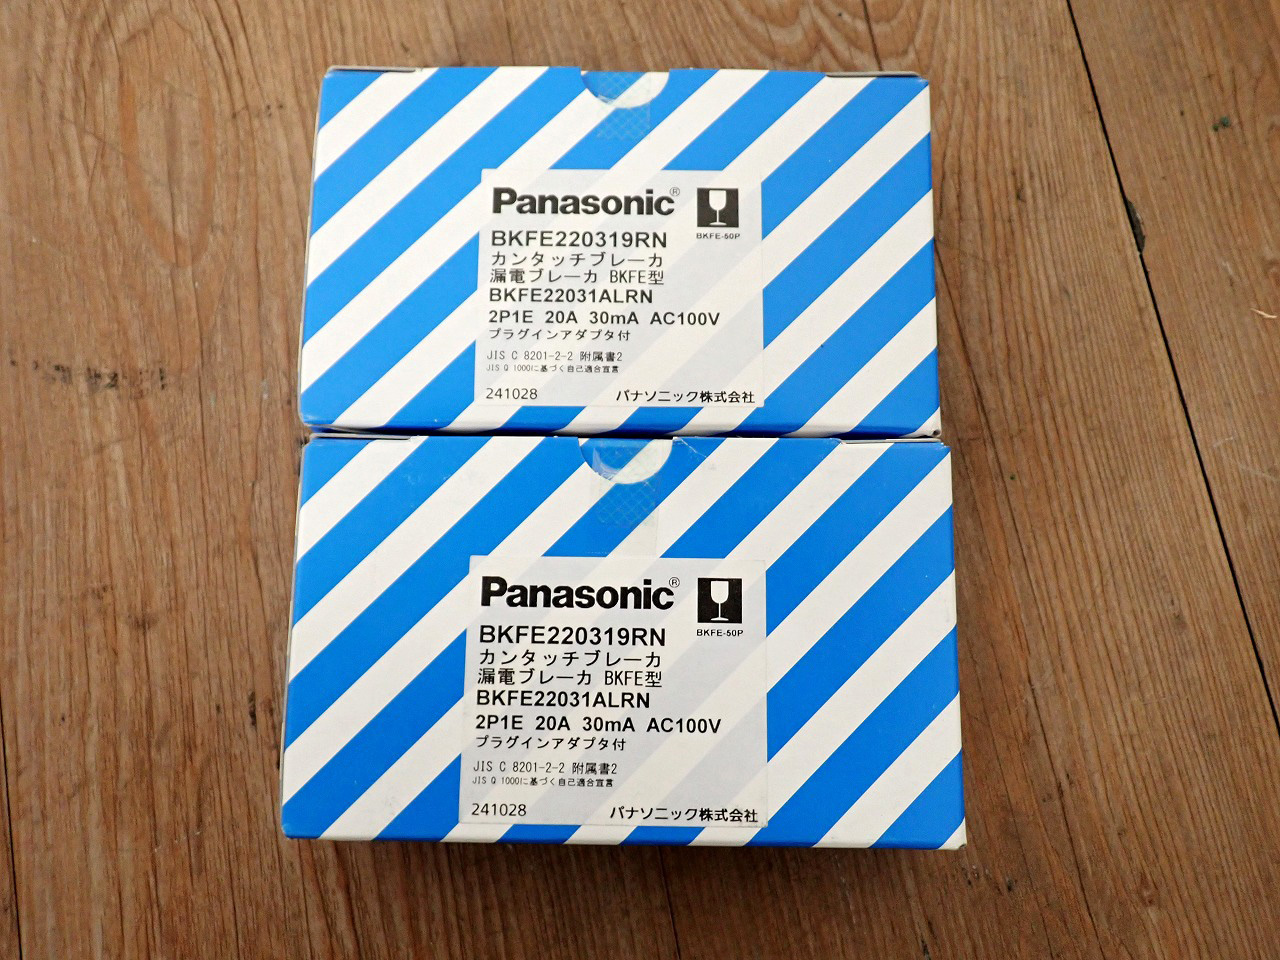 Panasonic®
BKFE-50P
BKFE220319RN
カンタッチブレーカ
漏電ブレーカ BKFE型
BKFE22031ALRN
2P1E 20A 30mA AC100V
プラグインアダプタ付
JIS C 8201-2-2 附属書2
JIS Q 1000に基づく自己適合宣言
241028 パナソニック株式会社
Panasonic®
BKFE-50P
BKFE220319RN
カンタッチブレーカ
漏電ブレーカ BKFE型
BKFE22031ALRN
2P1E 20A 30mA AC100V
プラグインアダプタ付
JIS C 8201-2-2 附属書2
JIS Q 1000に基づく自己適合宣言
241028 パナソニック株式会社